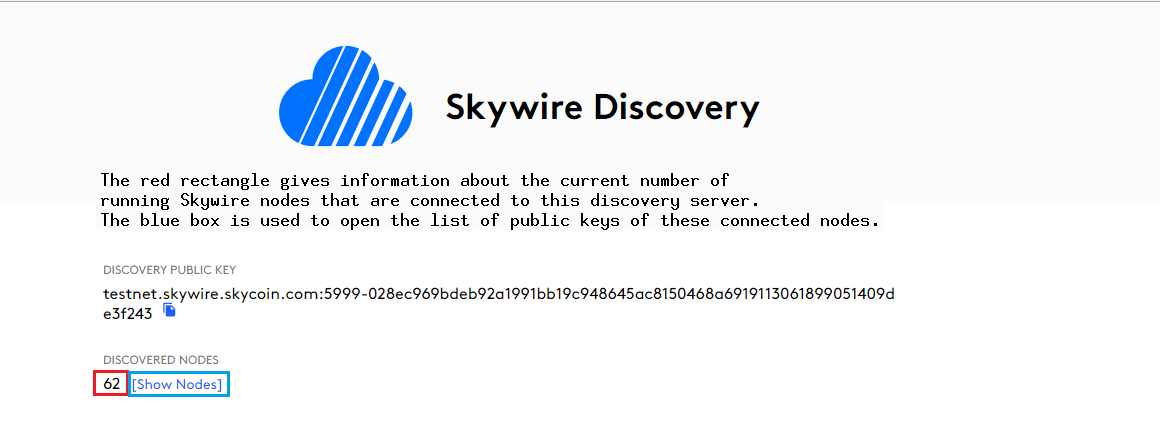 Skywire Discovery
The red rectangle gives information about the current number of
running Skywire nodes that are connected to this discovery server.
The blue box is used to open the list of public keys of these connected nodes.
DISCOVERY PUBLIC KEY
testnet.skywire.skycoin.com:5999-028ec969bdeb92a1991bb19c948645ac8150468a6919113061899051409d
e3f243
DISCOVERED NODES
62 [Show Nodes]